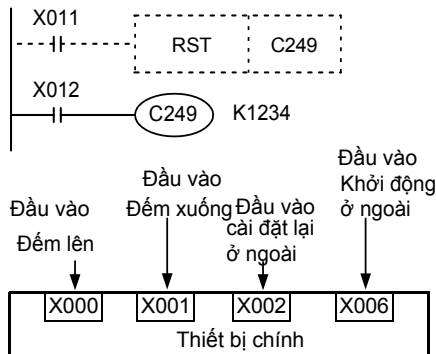 X011
RST
C249
X012
C249
K1234
Đầu vào
Đếm lên
Đầu vào
Đếm xuống
Đầu vào
cài đặt lại
ở ngoài
Đầu vào
Khởi động
ở ngoài
X000
X001
X002
X006
Thiết bị chính